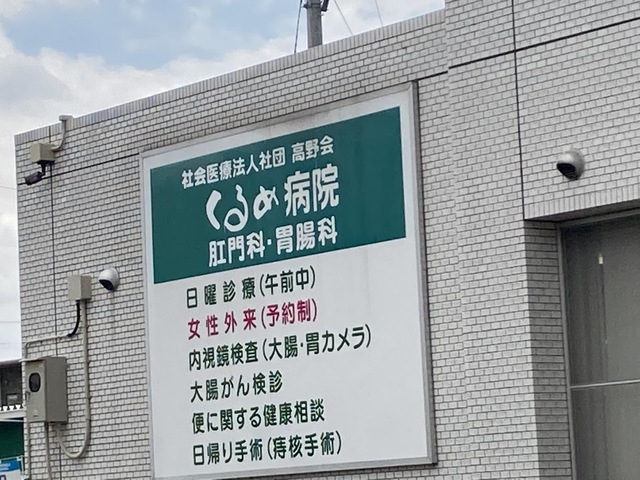 社会医療法人社団 高野会
くるめ病院
肛門科・胃腸科
日曜診療(午前中)
女性外来(予約制)
内視鏡検査(大腸・胃カメラ)
大腸がん検診
便に関する健康相談
日帰り手術(痔核手術)